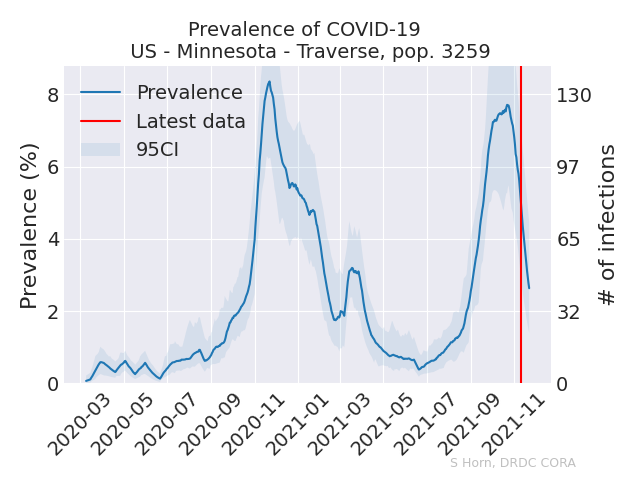 Prevalence of COVID-19
US - Minnesota - Traverse, pop. 3259
Prevalence
Latest data
95CI
Prevalence (%)
8
6
4
2
0
130
97
65
32
0
# of infections
2020-03
2020-05
2020-07
2020-09
2020-11
2021-01
2021-03
2021-05
2021-07
2021-09
2021-11
S Horn, DRDC CORA